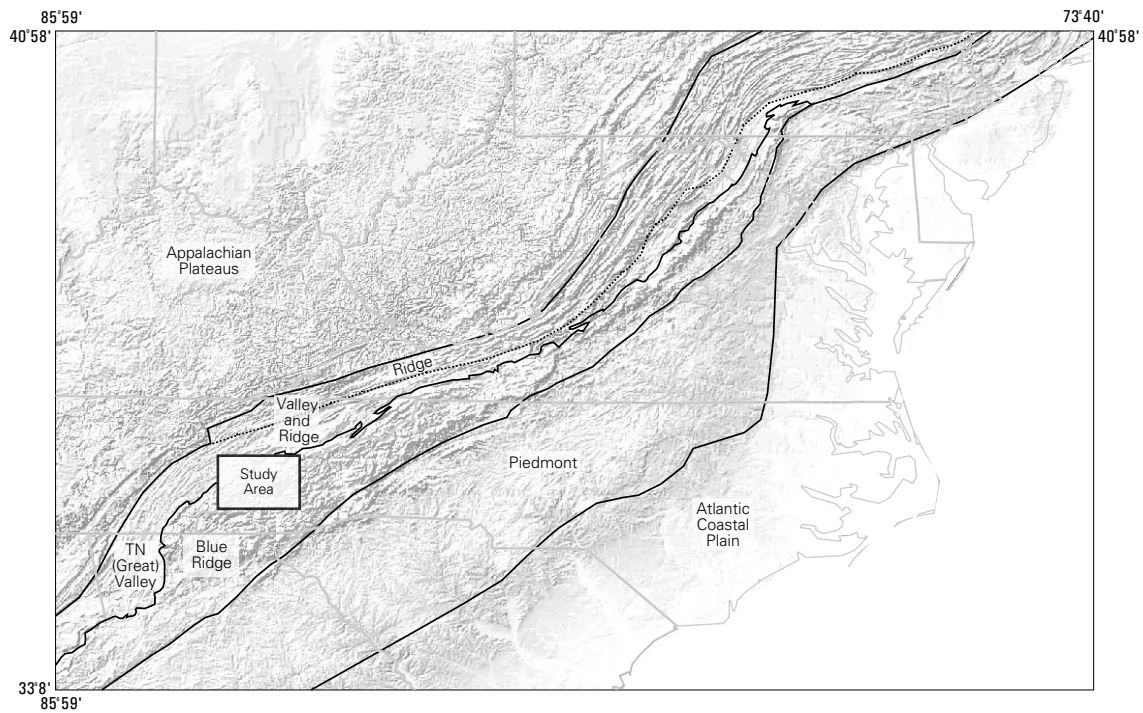 85°59'
73°40'
40°58'
40°58'
Appalachian
Plateaus
Ridge
Valley
and
Ridge
Study
Area
Piedmont
Atlantic
Coastal
Plain
TN
(Great)
Valley
Blue
Ridge
33°8'
85°59'